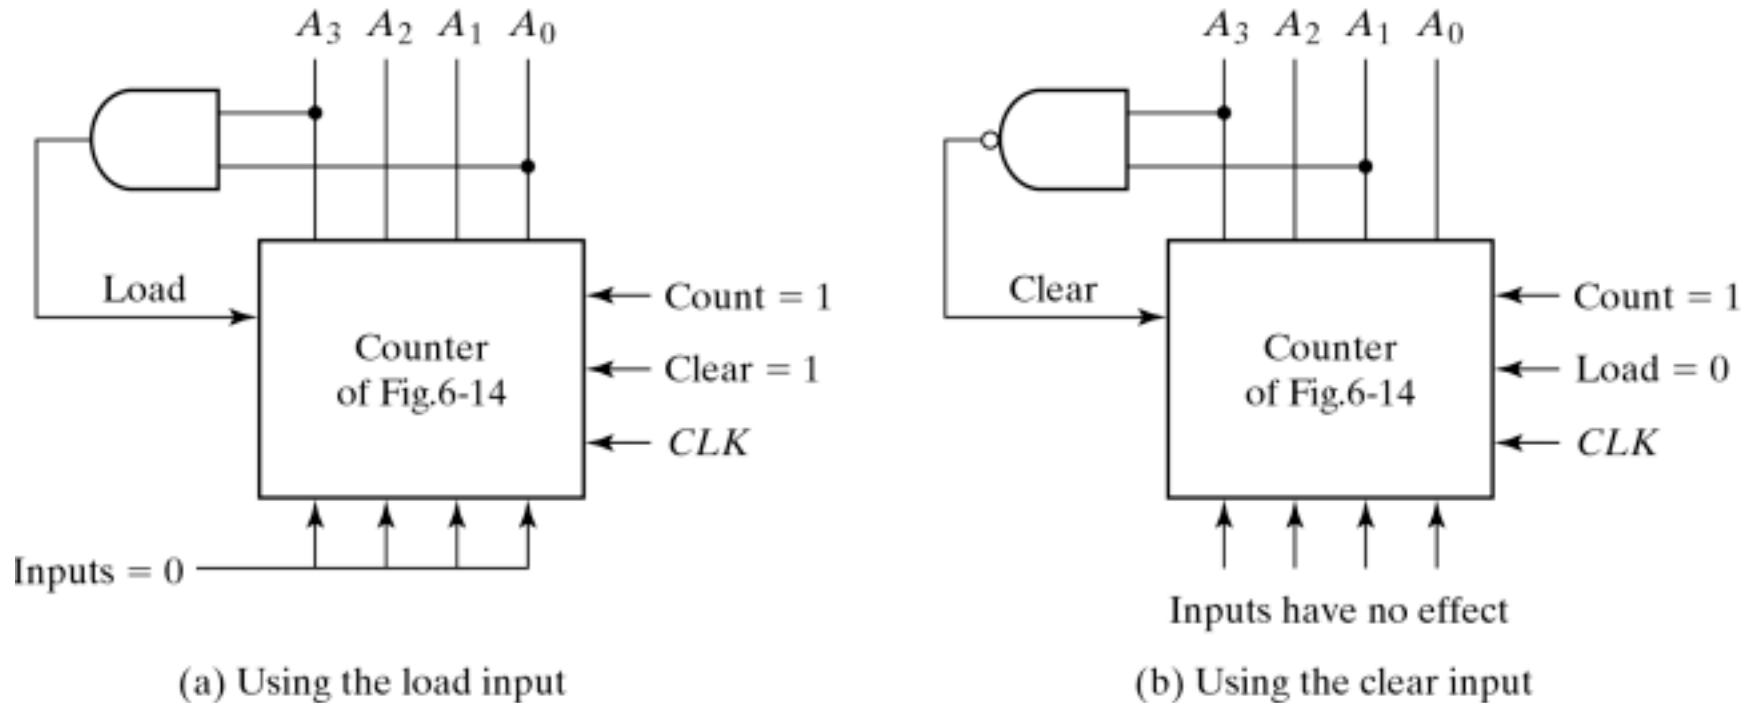 A3 A2 A1 A0
Load
Count = 1
Clear = 1
CLK
Counter
of Fig.6-14
Inputs = 0
(a) Using the load input
A3 A2 A1 A0
Clear
Count = 1
Load = 0
CLK
Counter
of Fig.6-14
Inputs have no effect
(b) Using the clear input